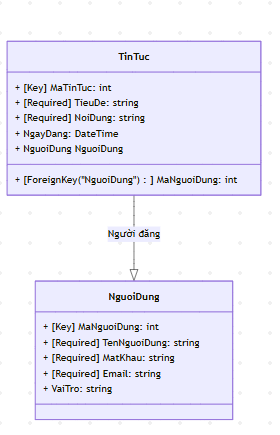 TinTuc
+ [Key] MaTinTuc: int
+ [Required] TieuDe: string
+ [Required] NoiDung: string
+ NgayDang: DateTime
+ NguoiDung NguoiDung
+ [ForeignKey("NguoiDung") : ] MaNguoiDung: int
Người đăng
NguoiDung
+ [Key] MaNguoiDung: int
+ [Required] TenNguoiDung: string
+ [Required] MatKhau: string
+ [Required] Email: string
+ VaiTro: string